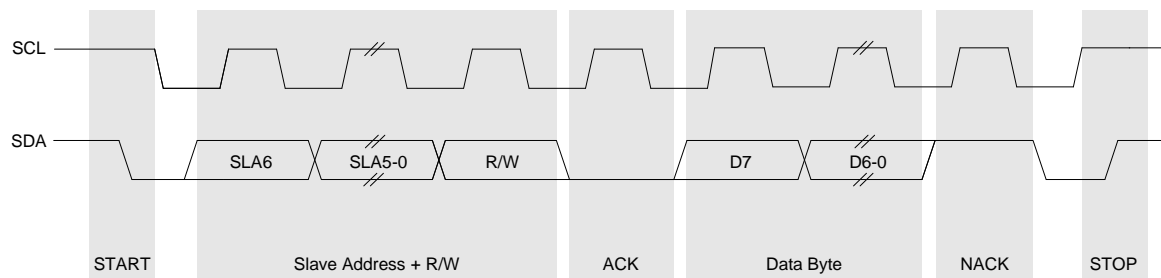 SCL
SDA
SLA6 SLA5-0 R/W D7 D6-0
START Slave Address + R/W ACK Data Byte NACK STOP